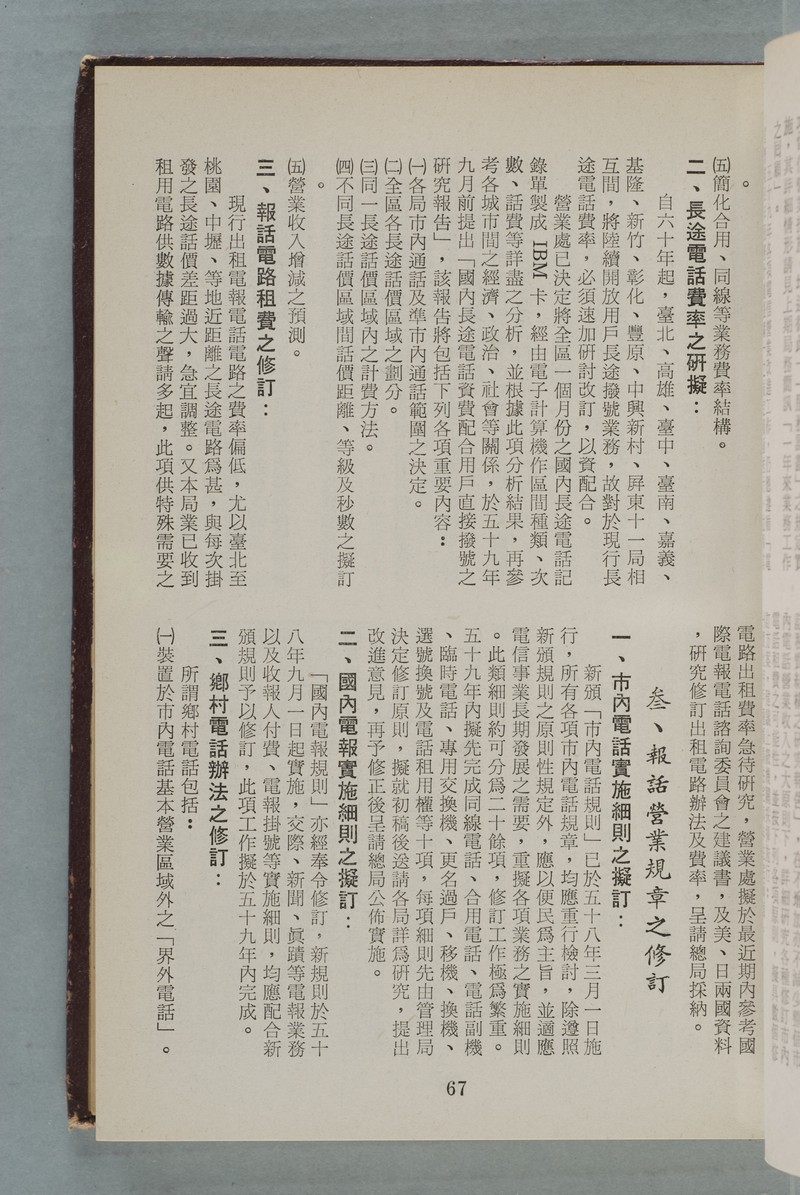 。
㈤簡化合用、同線等業務費率結構。
二、長途電話費率之研擬：
自六十年起，臺北、高雄、臺中、臺南、嘉義、
基隆、新竹、彰化、豐原、中興新村、屏東十一局相
互間，將陸續開放用戶長途撥號業務，故對於現行長
途電話費率，必須速加研討改訂，以資配合。
營業處已決定將全區一個月份之國內長途電話記
錄單製成 IBM 卡，經由電子計算機作區間種類、次
數、話費等詳盡之分析，並根據此項分析結果，再參
考各城市間之經濟、政治、社會等關係，於五十九年
九月前提出「國內長途電話資費配合用戶直接撥號之
研究報告」，該報告將包括下列各項重要內容：
㈠各局市內通話及準市內通話範圍之決定。
㈡全區各長途話價區域之劃分。
㈢同一長途話價區域內之計費方法。
㈣不同長途話價區域間話價距離、等級及秒數之擬訂
。
㈤營業收入增減之預測。
三、報話電路租費之修訂：
現行出租電報電話電路之費率偏低，尤以臺北至
桃園、中壢、等地近距離之長途電路爲甚，與每次掛
發之長途話價差距過大，急宜調整。又本局業已收到
租用電路供數據傳輸之聲請多起，此項供特殊需要之
電路出租費率急待研究，營業處擬於最近期內參考國
際電報電話諮詢委員會之建議書，及美、日兩國資料
，研究修訂出租電路辦法及費率，呈請總局採納。
叁、報話營業規章之修訂
一、市內電話實施細則之擬訂：
新頒「市內電話規則」已於五十八年三月一日施
行，所有各項市內電話規章，均應重行檢討，除遵照
新頒規則之原則性規定外，應以便民爲主旨，並適應
電信事業長期發展之需要，重擬各項業務之實施細則
。此類細則約可分爲二十餘項，修訂工作極爲繁重。
五十九年內擬先完成同線電話、合用電話、電話副機
、臨時電話、專用交換機、更名過戶、移機、換機、
選號換號及電話租用權等十項，每項細則先由管理局
決定修訂原則，擬就初稿後送請各局詳爲研究，提出
改進意見，再予修正後呈請總局公佈實施。
二、國內電報實施細則之擬訂：
「國內電報規則」亦經奉令修訂，新規則於五十
八年九月一日起實施，交際、新聞、眞蹟等電報業務
以及收報人付費、電報掛號等實施細則，均應配合新
頒規則予以修訂，此項工作擬於五十九年內完成。
三、鄉村電話辦法之修訂：
所謂鄉村電話包括：
㈠裝置於市內電話基本營業區域外之「界外電話」。
67